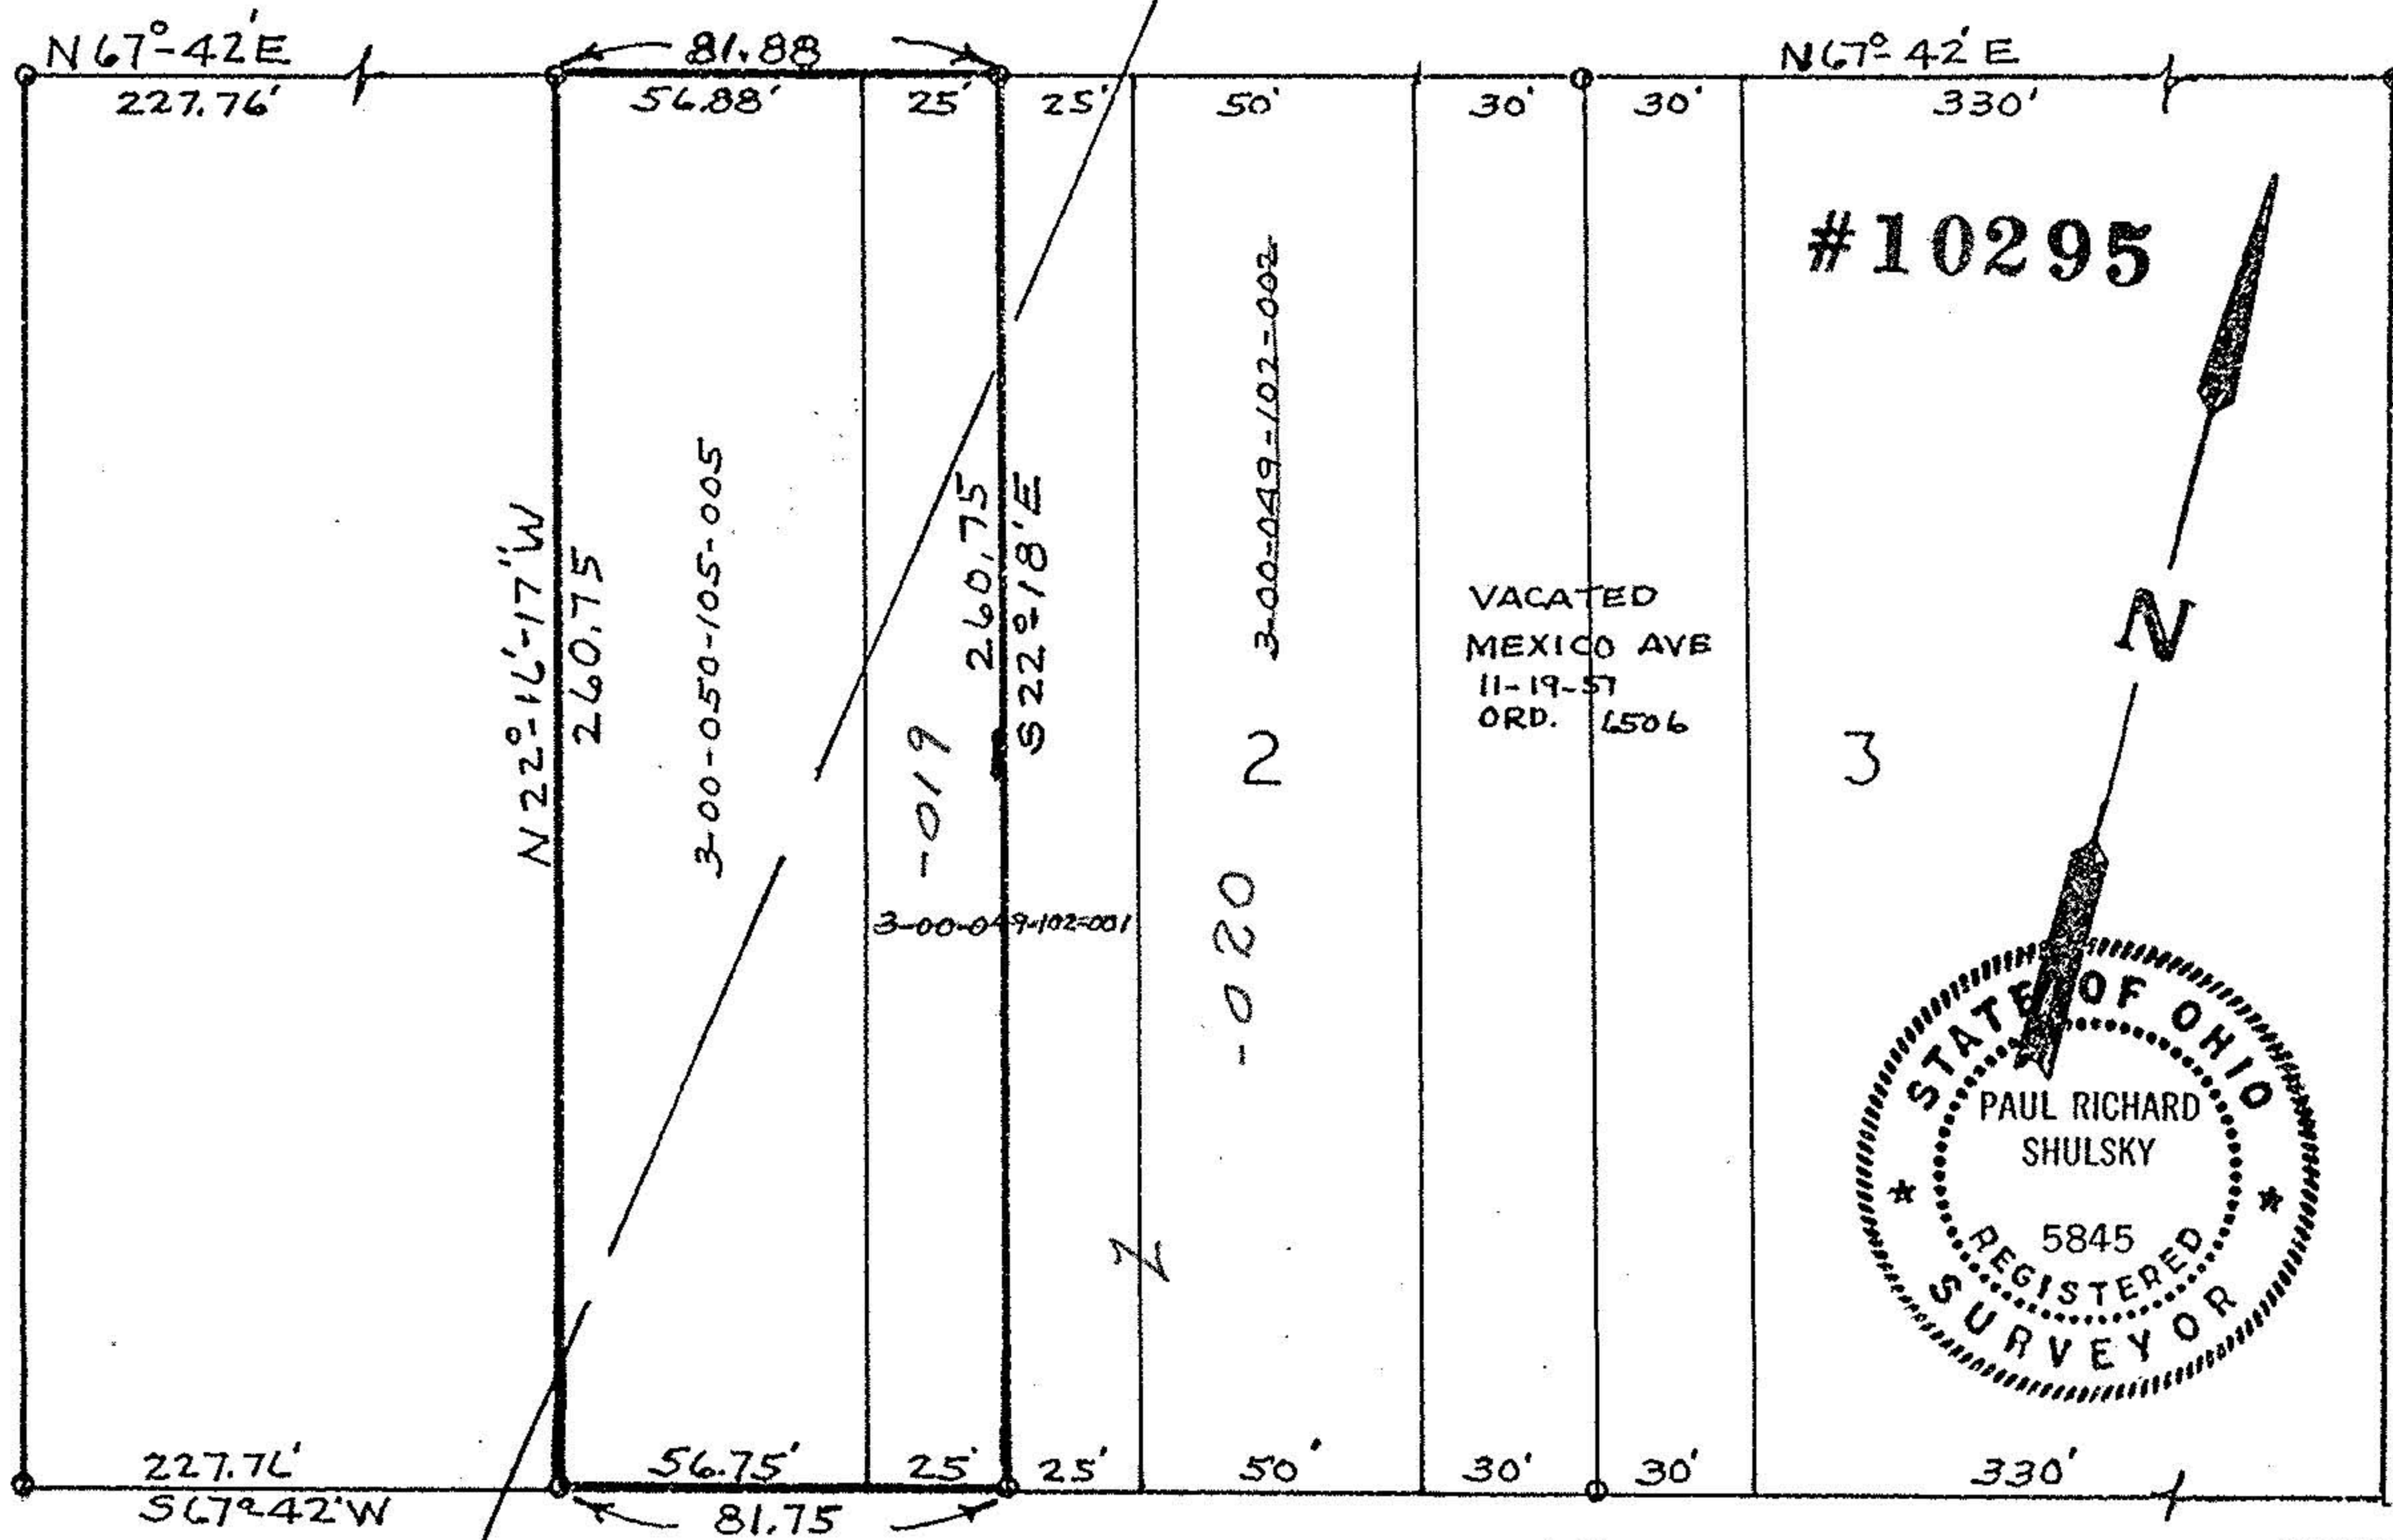 N67°-42'E
81.88
N67°-42'E
227.76'
56.88'
25'
25'
50'
30'
30'
330'
#10295
N22°-16'-17"W
260.75
3-00-050-105-005
-019
260.75
S22°-18'E
3-00-049-102-001
3-00-049-102-002
2
-020
VACATED
MEXICO AVE
11-19-57
ORD. 6506
3
N
STATE OF OHIO
PAUL RICHARD
SHULSKY
5845
REGISTERED
SURVEYOR
227.76'
56.75'
25'
25'
50'
30'
30'
330'
S67°-42'W
81.75